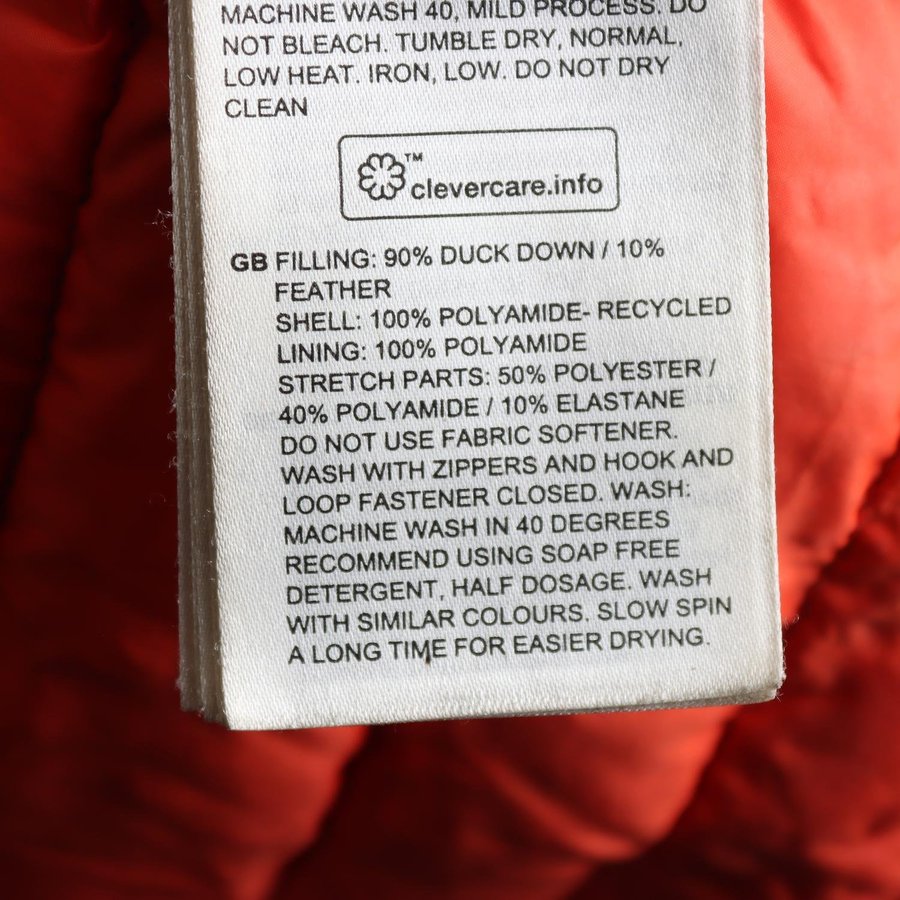 MACHINE WASH 40, MILD PROCESS. DO
NOT BLEACH. TUMBLE DRY, NORMAL,
LOW HEAT. IRON, LOW. DO NOT DRY
CLEAN
™
clevercare.info
GB FILLING: 90% DUCK DOWN / 10%
FEATHER
SHELL: 100% POLYAMIDE- RECYCLED
LINING: 100% POLYAMIDE
STRETCH PARTS: 50% POLYESTER /
40% POLYAMIDE / 10% ELASTANE
DO NOT USE FABRIC SOFTENER.
WASH WITH ZIPPERS AND HOOK AND
LOOP FASTENER CLOSED. WASH:
MACHINE WASH IN 40 DEGREES
RECOMMEND USING SOAP FREE
DETERGENT, HALF DOSAGE. WASH
WITH SIMILAR COLOURS. SLOW SPIN
A LONG TIME FOR EASIER DRYING.